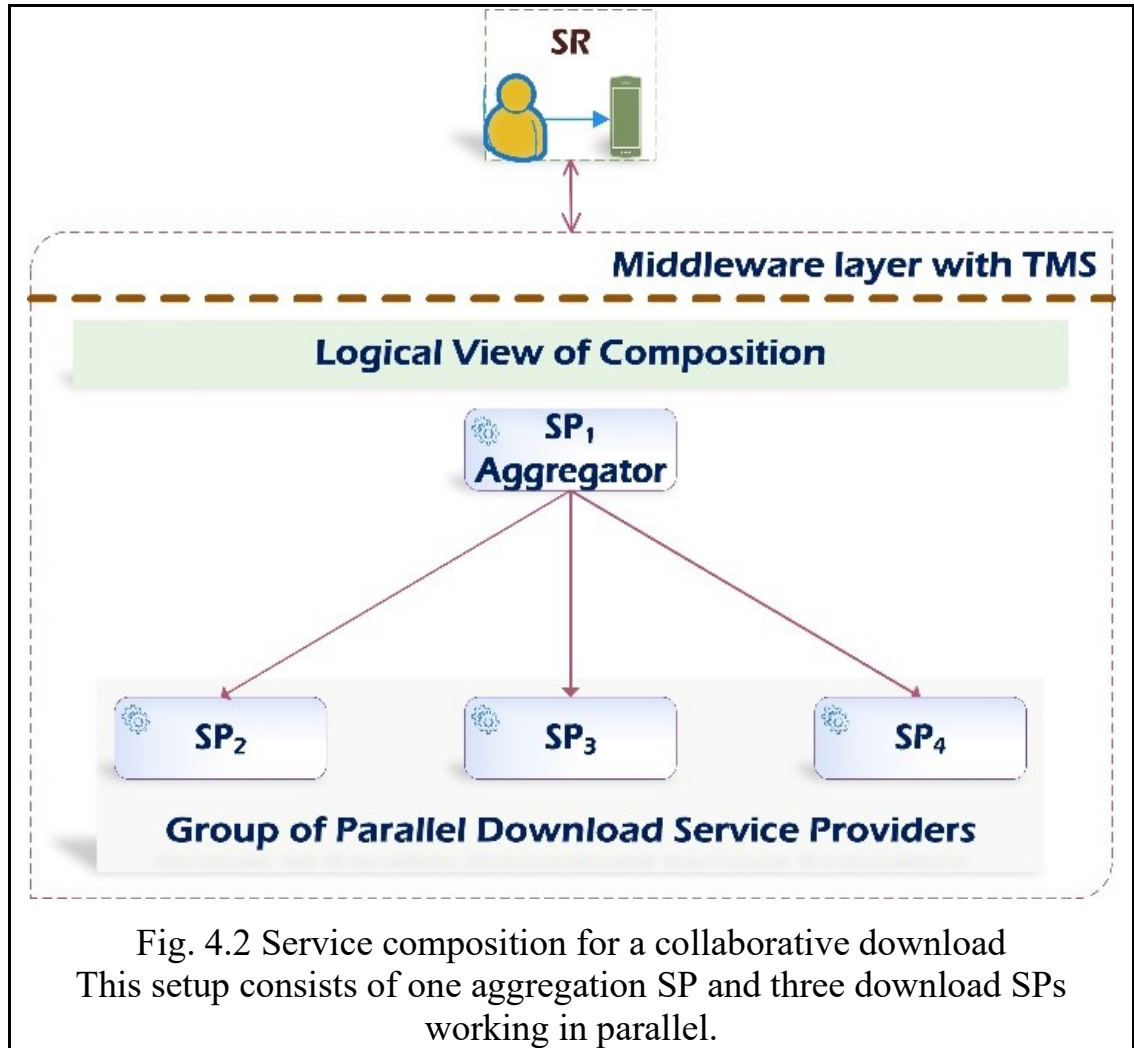 SR
Middleware layer with TMS
Logical View of Composition
SP₁
Aggregator
SP₂ SP₃ SP₄
Group of Parallel Download Service Providers
Fig. 4.2 Service composition for a collaborative download
This setup consists of one aggregation SP and three download SPs
working in parallel.